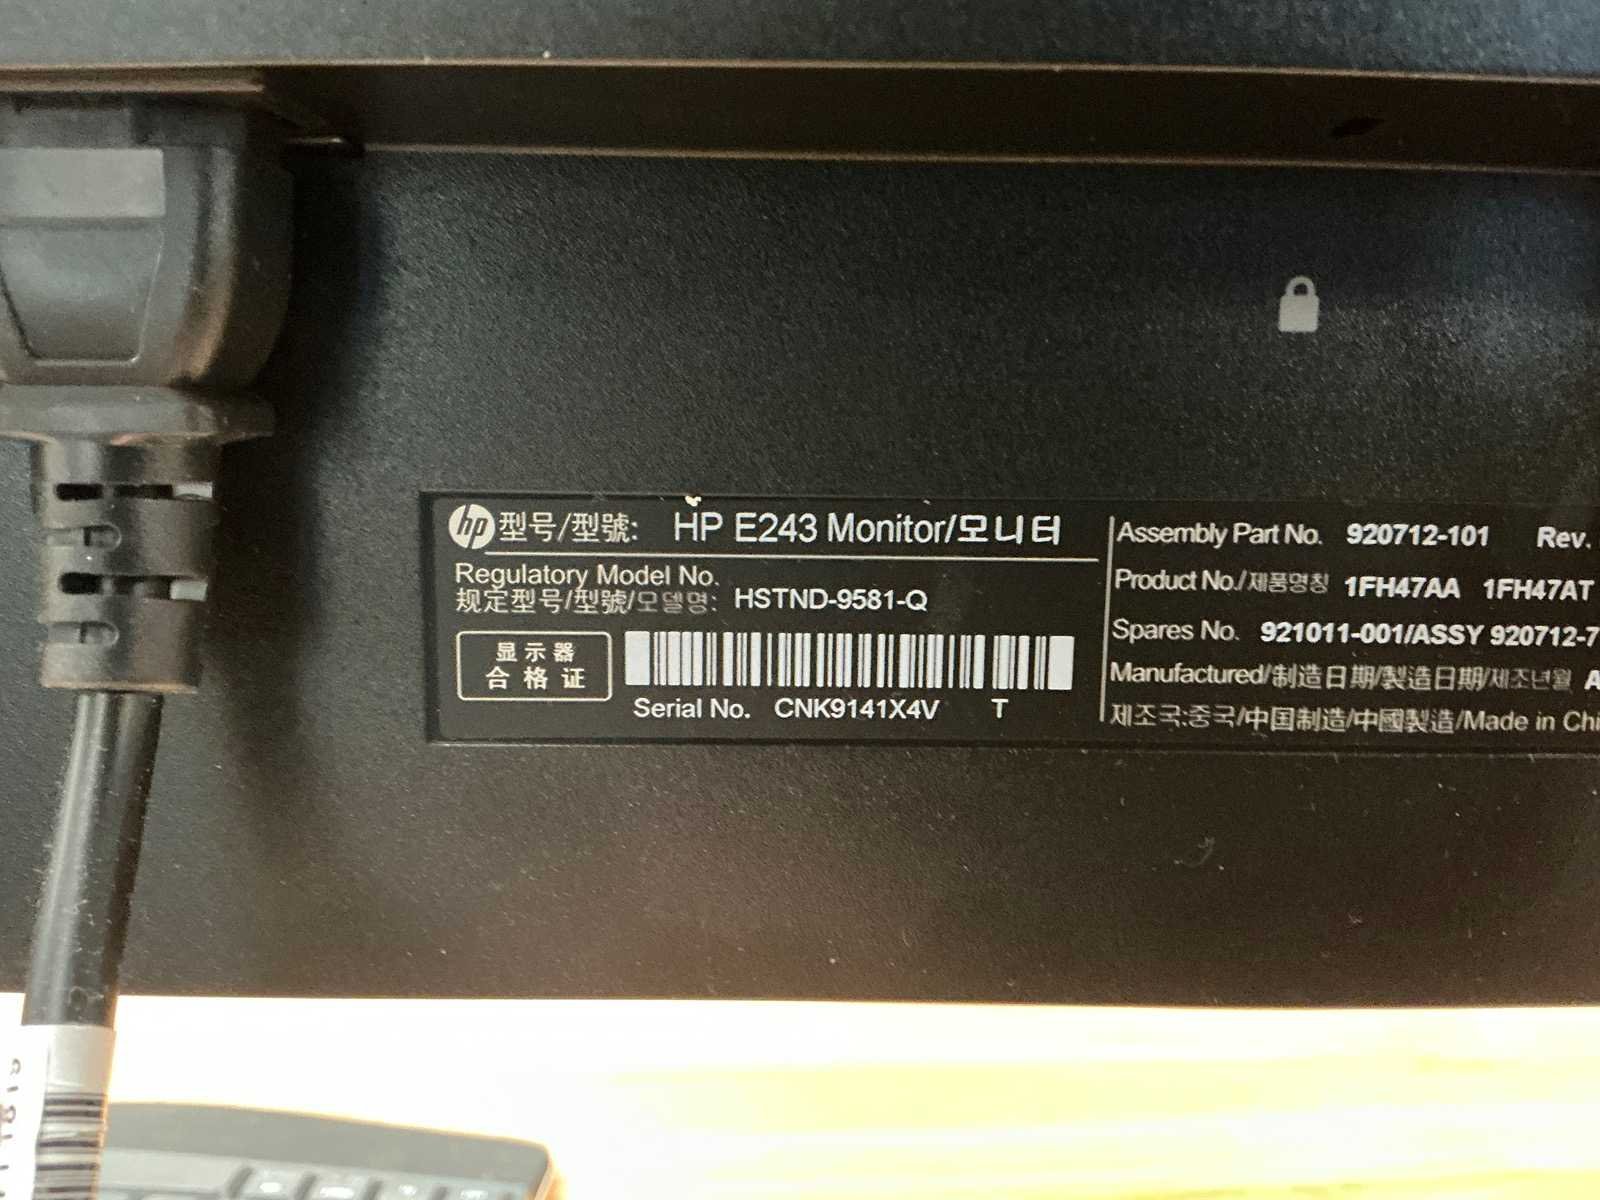 hp 型号/型號: HP E243 Monitor/모니터
Regulatory Model No.
规定型号/型號/모델명: HSTND-9581-Q
显示器
合格证
Serial No. CNK9141X4V T
Assembly Part No. 920712-101 Rev.
Product No./제품명칭 1FH47AA 1FH47AT
Spares No. 921011-001/ASSY 920712-7
Manufactured/制造日期/製造日期/제조년월 A
제조국:중국/中国制造/中國製造/Made in Chi